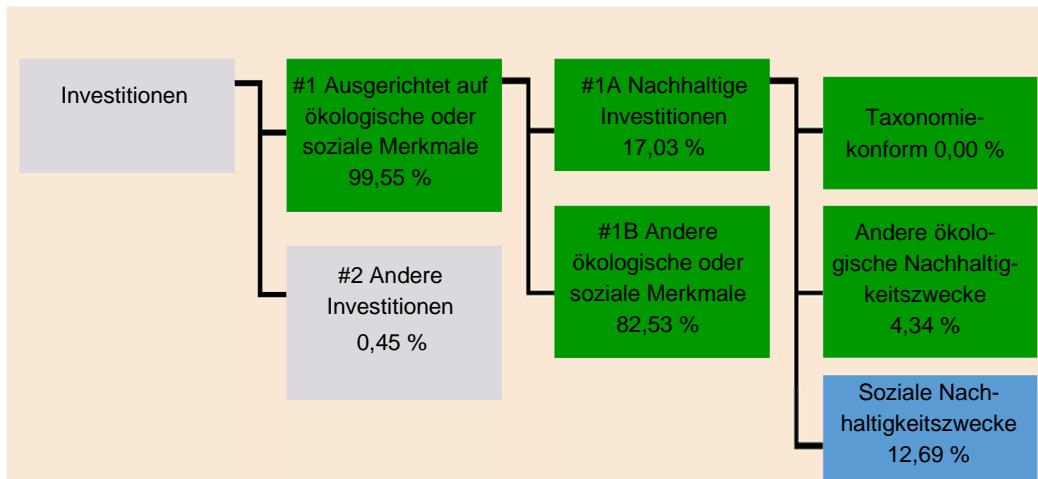 Investitionen
#1 Ausgerichtet auf
ökologische oder
soziale Merkmale
99,55 %
#2 Andere
Investitionen
0,45 %
#1A Nachhaltige
Investitionen
17,03 %
#1B Andere
ökologische oder
soziale Merkmale
82,53 %
Taxonomie-
konform 0,00 %
Andere ökolo-
gische Nachhaltig-
keitszwecke
4,34 %
Soziale Nach-
haltigkeitszwecke
12,69 %